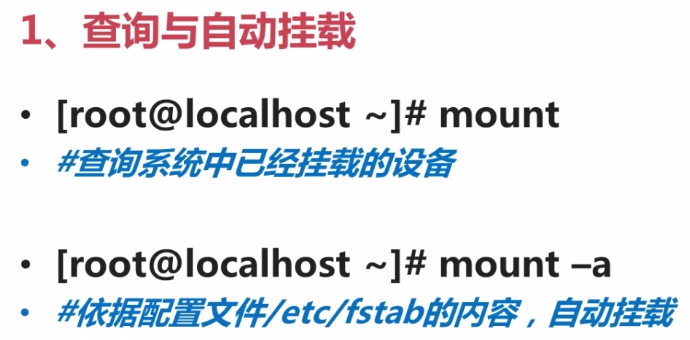 1、查询与自动挂载
• [root@localhost ~]# mount
• #查询系统中已经挂载的设备
• [root@localhost ~]# mount –a
• #依据配置文件/etc/fstab的内容，自动挂载